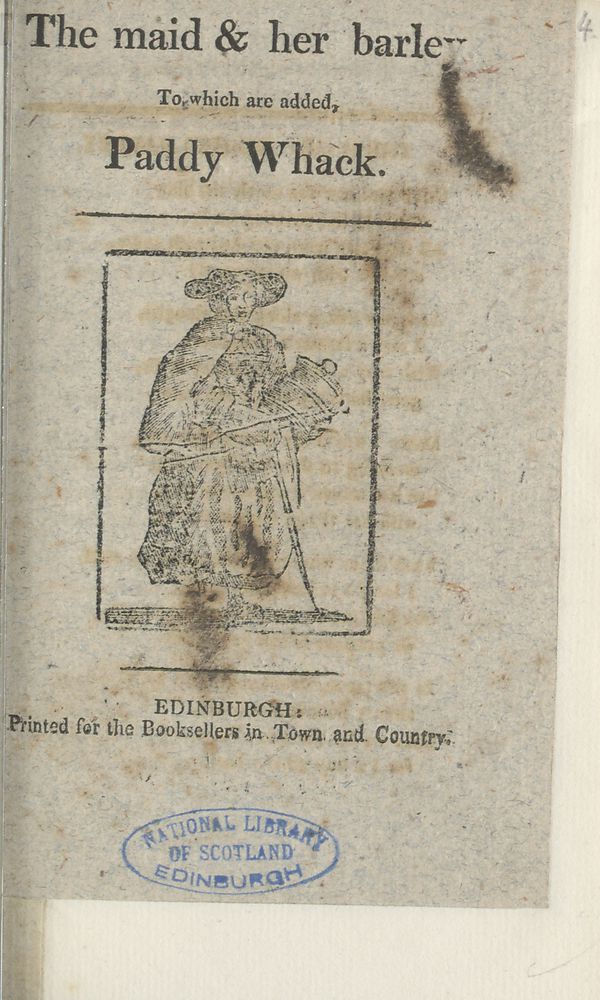 4
The maid & her barley
To which are added,
Paddy Whack.
EDINBURGH:
Printed for the Booksellers in Town and Country.
NATIONAL LIBRARY
OF SCOTLAND
EDINBURGH